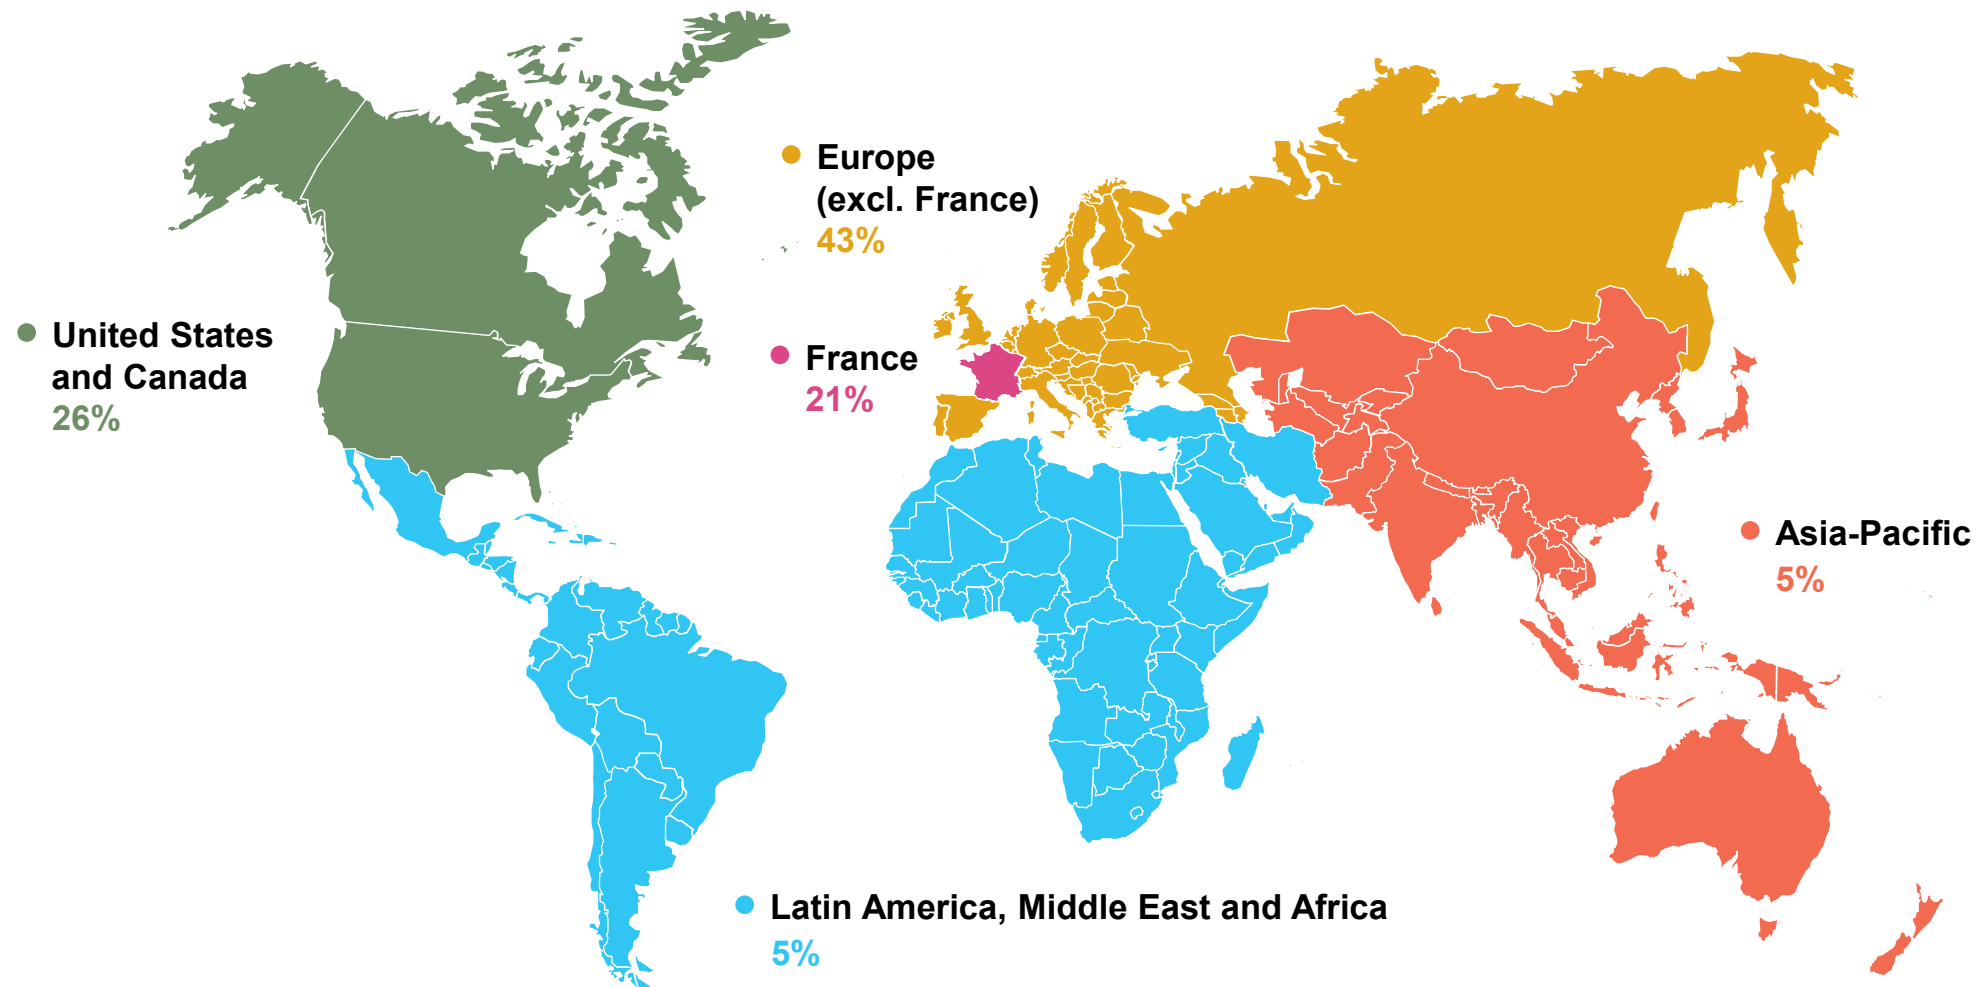 Europe
(excl. France)
43%
United States
and Canada
26%
France
21%
Asia-Pacific
5%
Latin America, Middle East and Africa
5%